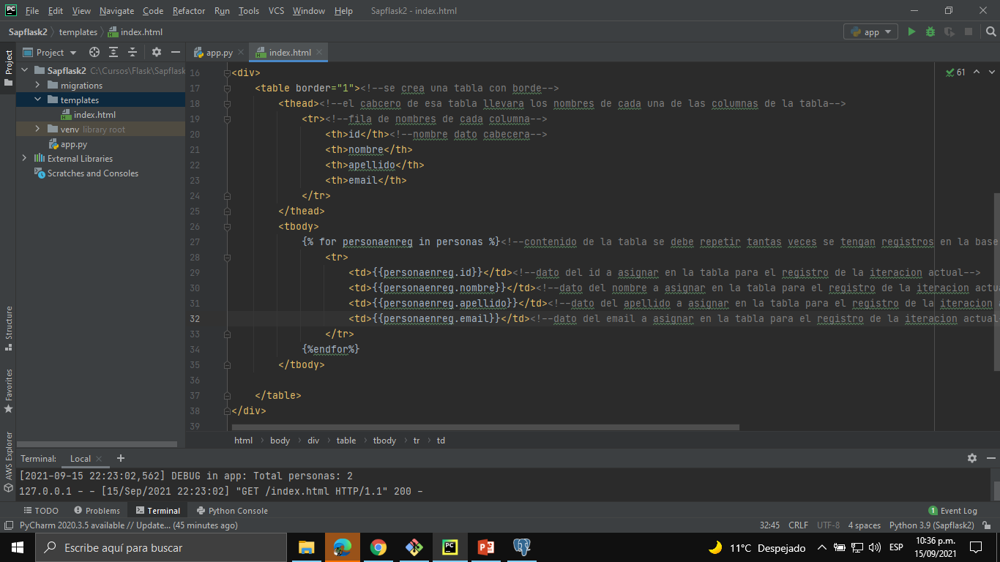 File Edit View Navigate Code Refactor Run Tools VCS Window Help Sapflask2 - index.html
Sapflask2 templates index.html app
Project app.py index.html
Project
Sapflask2 C:\Cursos\Flask\Sapflask
migrations
templates
index.html
venv library root
app.py
External Libraries
Scratches and Consoles
Structure
Favorites
AWS Explorer
61
16 <div>
17 <table border="1"><!--se crea una tabla con borde-->
18 <thead><!--el cabcero de esa tabla llevara los nombres de cada una de las columnas de la tabla-->
19 <tr><!--fila de nombres de cada columna-->
20 <th>id</th><!--nombre dato cabecera-->
21 <th>nombre</th>
22 <th>apellido</th>
23 <th>email</th>
24 </tr>
25 </thead>
26 <tbody>
27 {% for personaenreg in personas %}<!--contenido de la tabla se debe repetir tantas veces se tengan registros en la base
28 <tr>
29 <td>{{personaenreg.id}}</td><!--dato del id a asignar en la tabla para el registro de la iteracion actual-->
30 <td>{{personaenreg.nombre}}</td><!--dato del nombre a asignar en la tabla para el registro de la iteracion actu
31 <td>{{personaenreg.apellido}}</td><!--dato del apellido a asignar en la tabla para el registro de la iteracion
32 <td>{{personaenreg.email}}</td><!--dato del email a asignar en la tabla para el registro de la iteracion actual
33 </tr>
34 {%endfor%}
35 </tbody>
36
37 </table>
38 </div>
39
html body div table tbody tr td
Terminal: Local
[2021-09-15 22:23:02,562] DEBUG in app: Total personas: 2
127.0.0.1 - - [15/Sep/2021 22:23:02] "GET /index.html HTTP/1.1" 200 -
TODO Problems Terminal Python Console 1 Event Log
PyCharm 2020.3.5 available // Update... (45 minutes ago) 32:45 CRLF UTF-8 4 spaces Python 3.9 (Sapflask2)
Escribe aquí para buscar 11°C Despejado ESP 10:36 p.m.
15/09/2021